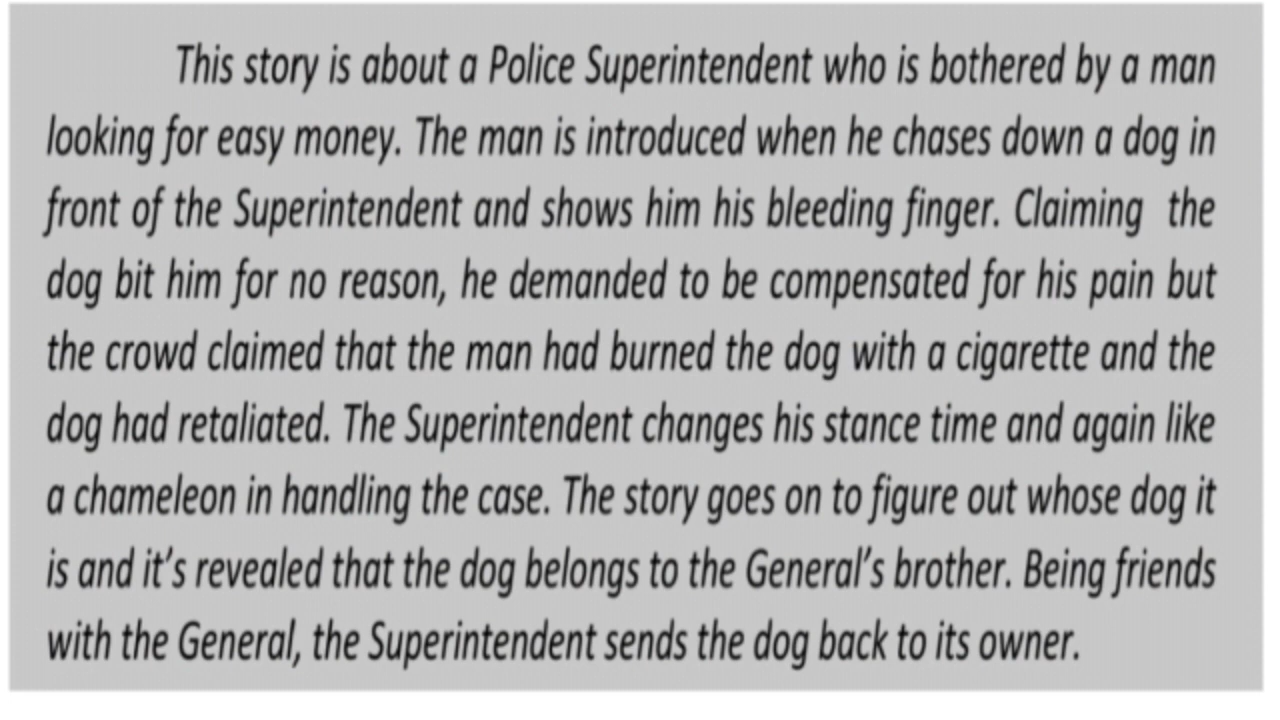 This story is about a Police Superintendent who is bothered by a man
looking for easy money. The man is introduced when he chases down a dog in
front of the Superintendent and shows him his bleeding finger. Claiming the
dog bit him for no reason, he demanded to be compensated for his pain but
the crowd claimed that the man had burned the dog with a cigarette and the
dog had retaliated. The Superintendent changes his stance time and again like
a chameleon in handling the case. The story goes on to figure out whose dog it
is and it’s revealed that the dog belongs to the General’s brother. Being friends
with the General, the Superintendent sends the dog back to its owner.